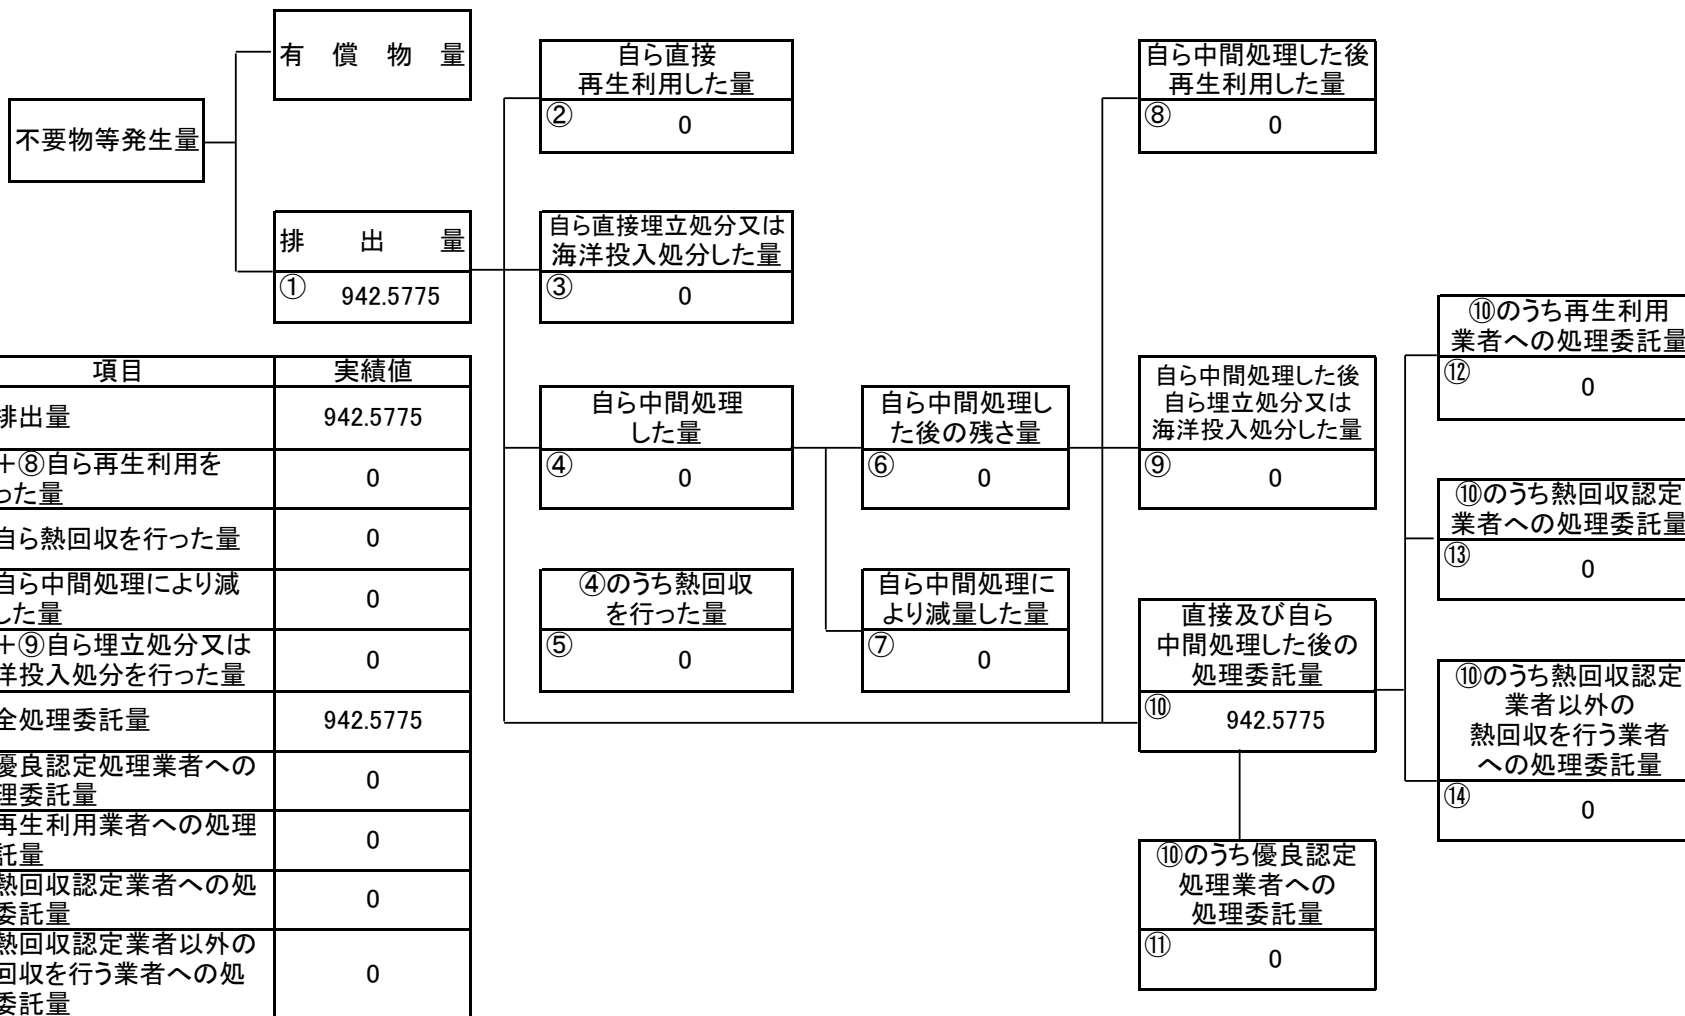 有償物量
不要物等発生量
排出量
① 942.5775
自ら直接
再生利用した量
② 0
自ら直接埋立処分又は
海洋投入処分した量
③ 0
自ら中間処理
した量
④ 0
④のうち熱回収
を行った量
⑤ 0
自ら中間処理し
た後の残さ量
⑥ 0
自ら中間処理に
より減量した量
⑦ 0
自ら中間処理した後
再生利用した量
⑧ 0
自ら中間処理した後
自ら埋立処分又は
海洋投入処分した量
⑨ 0
直接及び自ら
中間処理した後の
処理委託量
⑩ 942.5775
⑩のうち優良認定
処理業者への
処理委託量
⑪ 0
⑩のうち再生利用
業者への処理委託量
⑫ 0
⑩のうち熱回収認定
業者への処理委託量
⑬ 0
⑩のうち熱回収認定
業者以外の
熱回収を行う業者
への処理委託量
⑭ 0
項目 実績値
排出量 942.5775
+⑧自ら再生利用を
った量 0
自ら熱回収を行った量 0
自ら中間処理により減
した量 0
+⑨自ら埋立処分又は
洋投入処分を行った量 0
全処理委託量 942.5775
優良認定処理業者への
理委託量 0
再生利用業者への処理
託量 0
熱回収認定業者への処
委託量 0
熱回収認定業者以外の
回収を行う業者への処
委託量 0